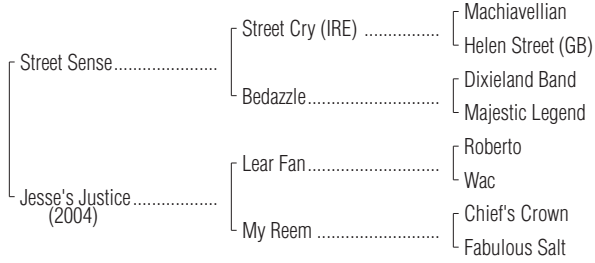 Machiavellian
Street Cry (IRE) ..................
Helen Street (GB)
Street Sense.........................
Dixieland Band
Bedazzle................................
Majestic Legend
Roberto
Lear Fan................................
Wac
Jesse's Justice....................
(2004)
Chief's Crown
My Reem .............................
Fabulous Salt